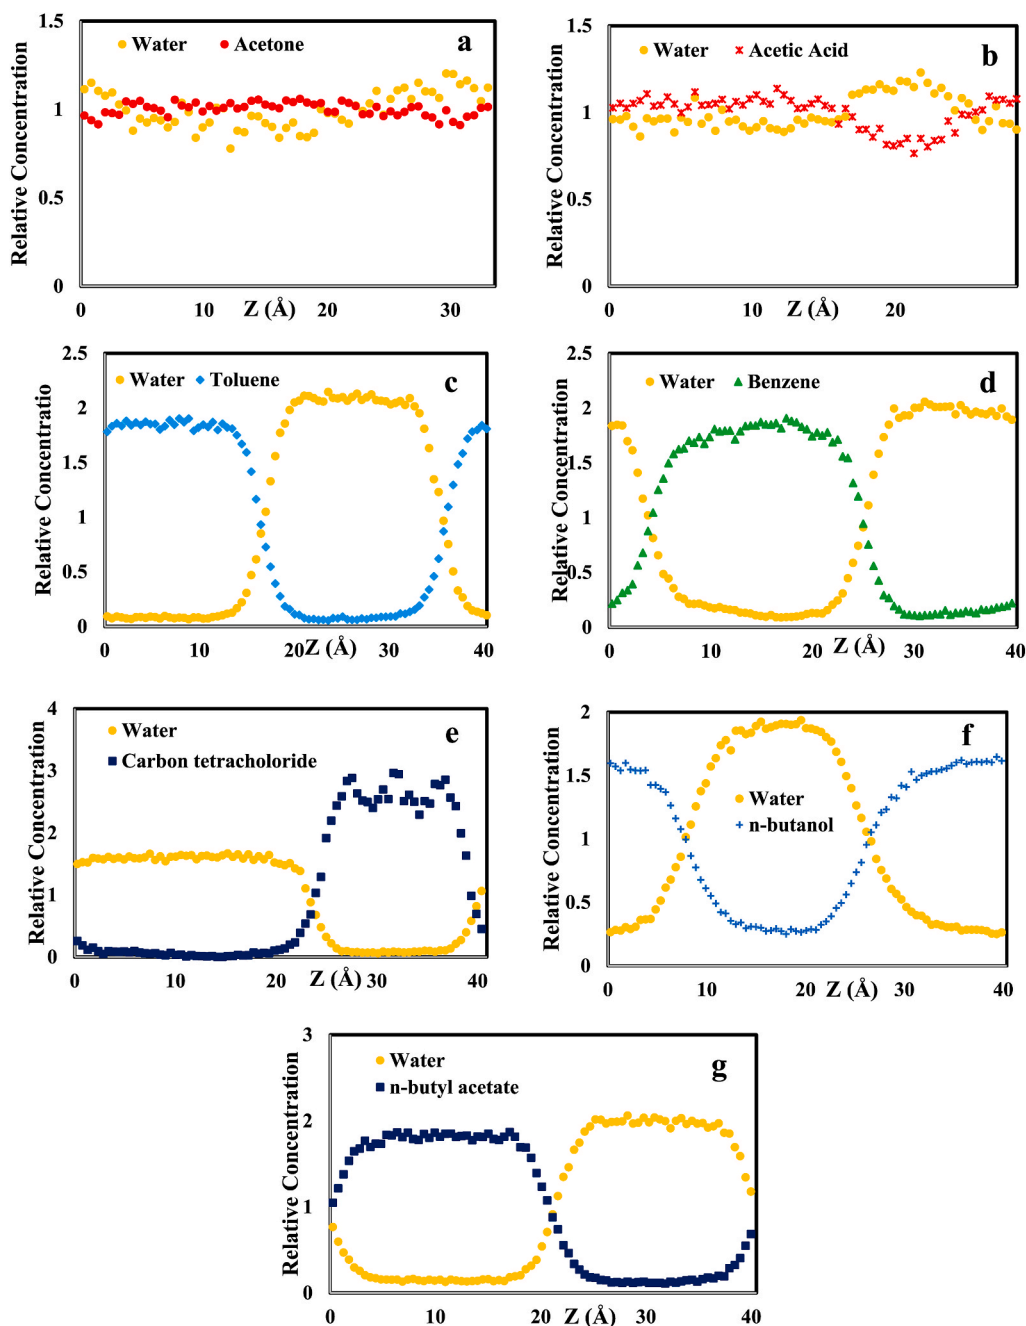 1.5
Water Acetone a
1
0.5
0
Relative Concentration
0 10 Z (Å) 20 30
1.5
Water Acetic Acid b
1
0.5
0
Relative Concentration
0 10 Z (Å) 20
2.5
Water Toluene c
2
1.5
1
0.5
0
Relative Concentratio
0 10 20 Z (Å) 30 40
2.5
Water Benzene d
2
1.5
1
0.5
0
Relative Concentration
0 10 20 Z (Å) 30 40
4
Water e
Carbon tetracholoride
3
2
1
0
Relative Concentration
0 10 20 Z (Å) 30 40
2
f
1.5
Water
n-butanol
1
0.5
0
Relative Concentration
0 10 20 Z (Å) 30 40
3
Water g
n-butyl acetate
2
1
0
Relative Concentration
0 10 20 Z (Å) 30 40